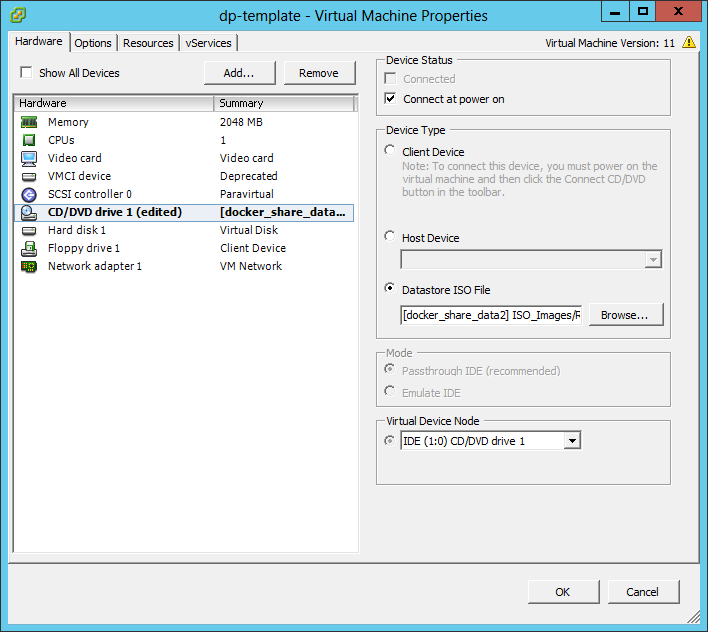 dp-template - Virtual Machine Properties
Hardware Options Resources vServices
Virtual Machine Version: 11
Show All Devices
Add...
Remove
Hardware Summary
Memory 2048 MB
CPUs 1
Video card Video card
VMCI device Deprecated
SCSI controller 0 Paravirtual
CD/DVD drive 1 (edited) [docker_share_data...
Hard disk 1 Virtual Disk
Floppy drive 1 Client Device
Network adapter 1 VM Network
Device Status
Connected
Connect at power on
Device Type
Client Device
Note: To connect this device, you must power on the
virtual machine and then click the Connect CD/DVD
button in the toolbar.
Host Device
Datastore ISO File
[docker_share_data2] ISO_Images/R
Browse...
Mode
Passthrough IDE (recommended)
Emulate IDE
Virtual Device Node
IDE (1:0) CD/DVD drive 1
OK
Cancel